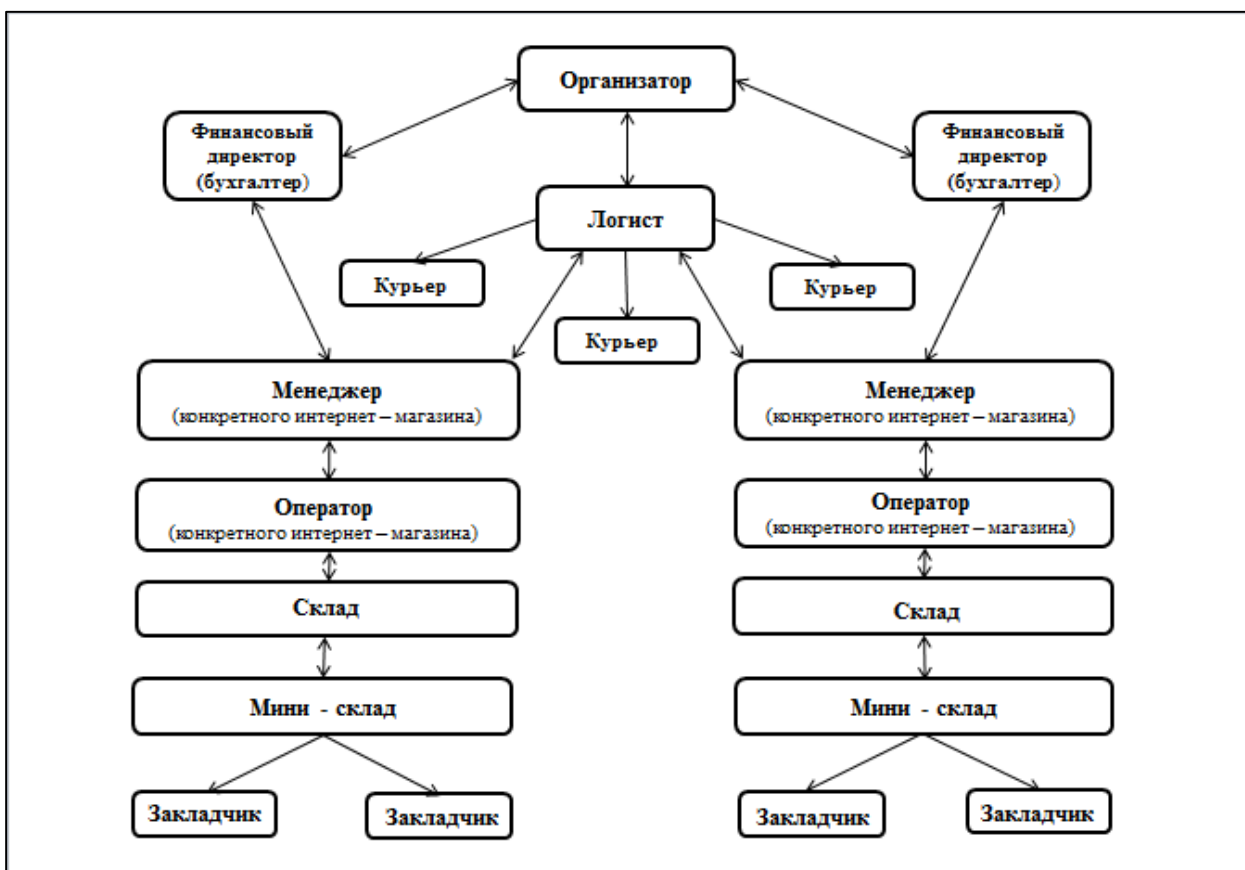 Организатор
Финансовый
директор
(бухгалтер)
Финансовый
директор
(бухгалтер)
Логист
Курьер
Курьер
Курьер
Менеджер
(конкретного интернет – магазина)
Менеджер
(конкретного интернет – магазина)
Оператор
(конкретного интернет – магазина)
Оператор
(конкретного интернет – магазина)
Склад
Склад
Мини - склад
Мини - склад
Закладчик
Закладчик
Закладчик
Закладчик